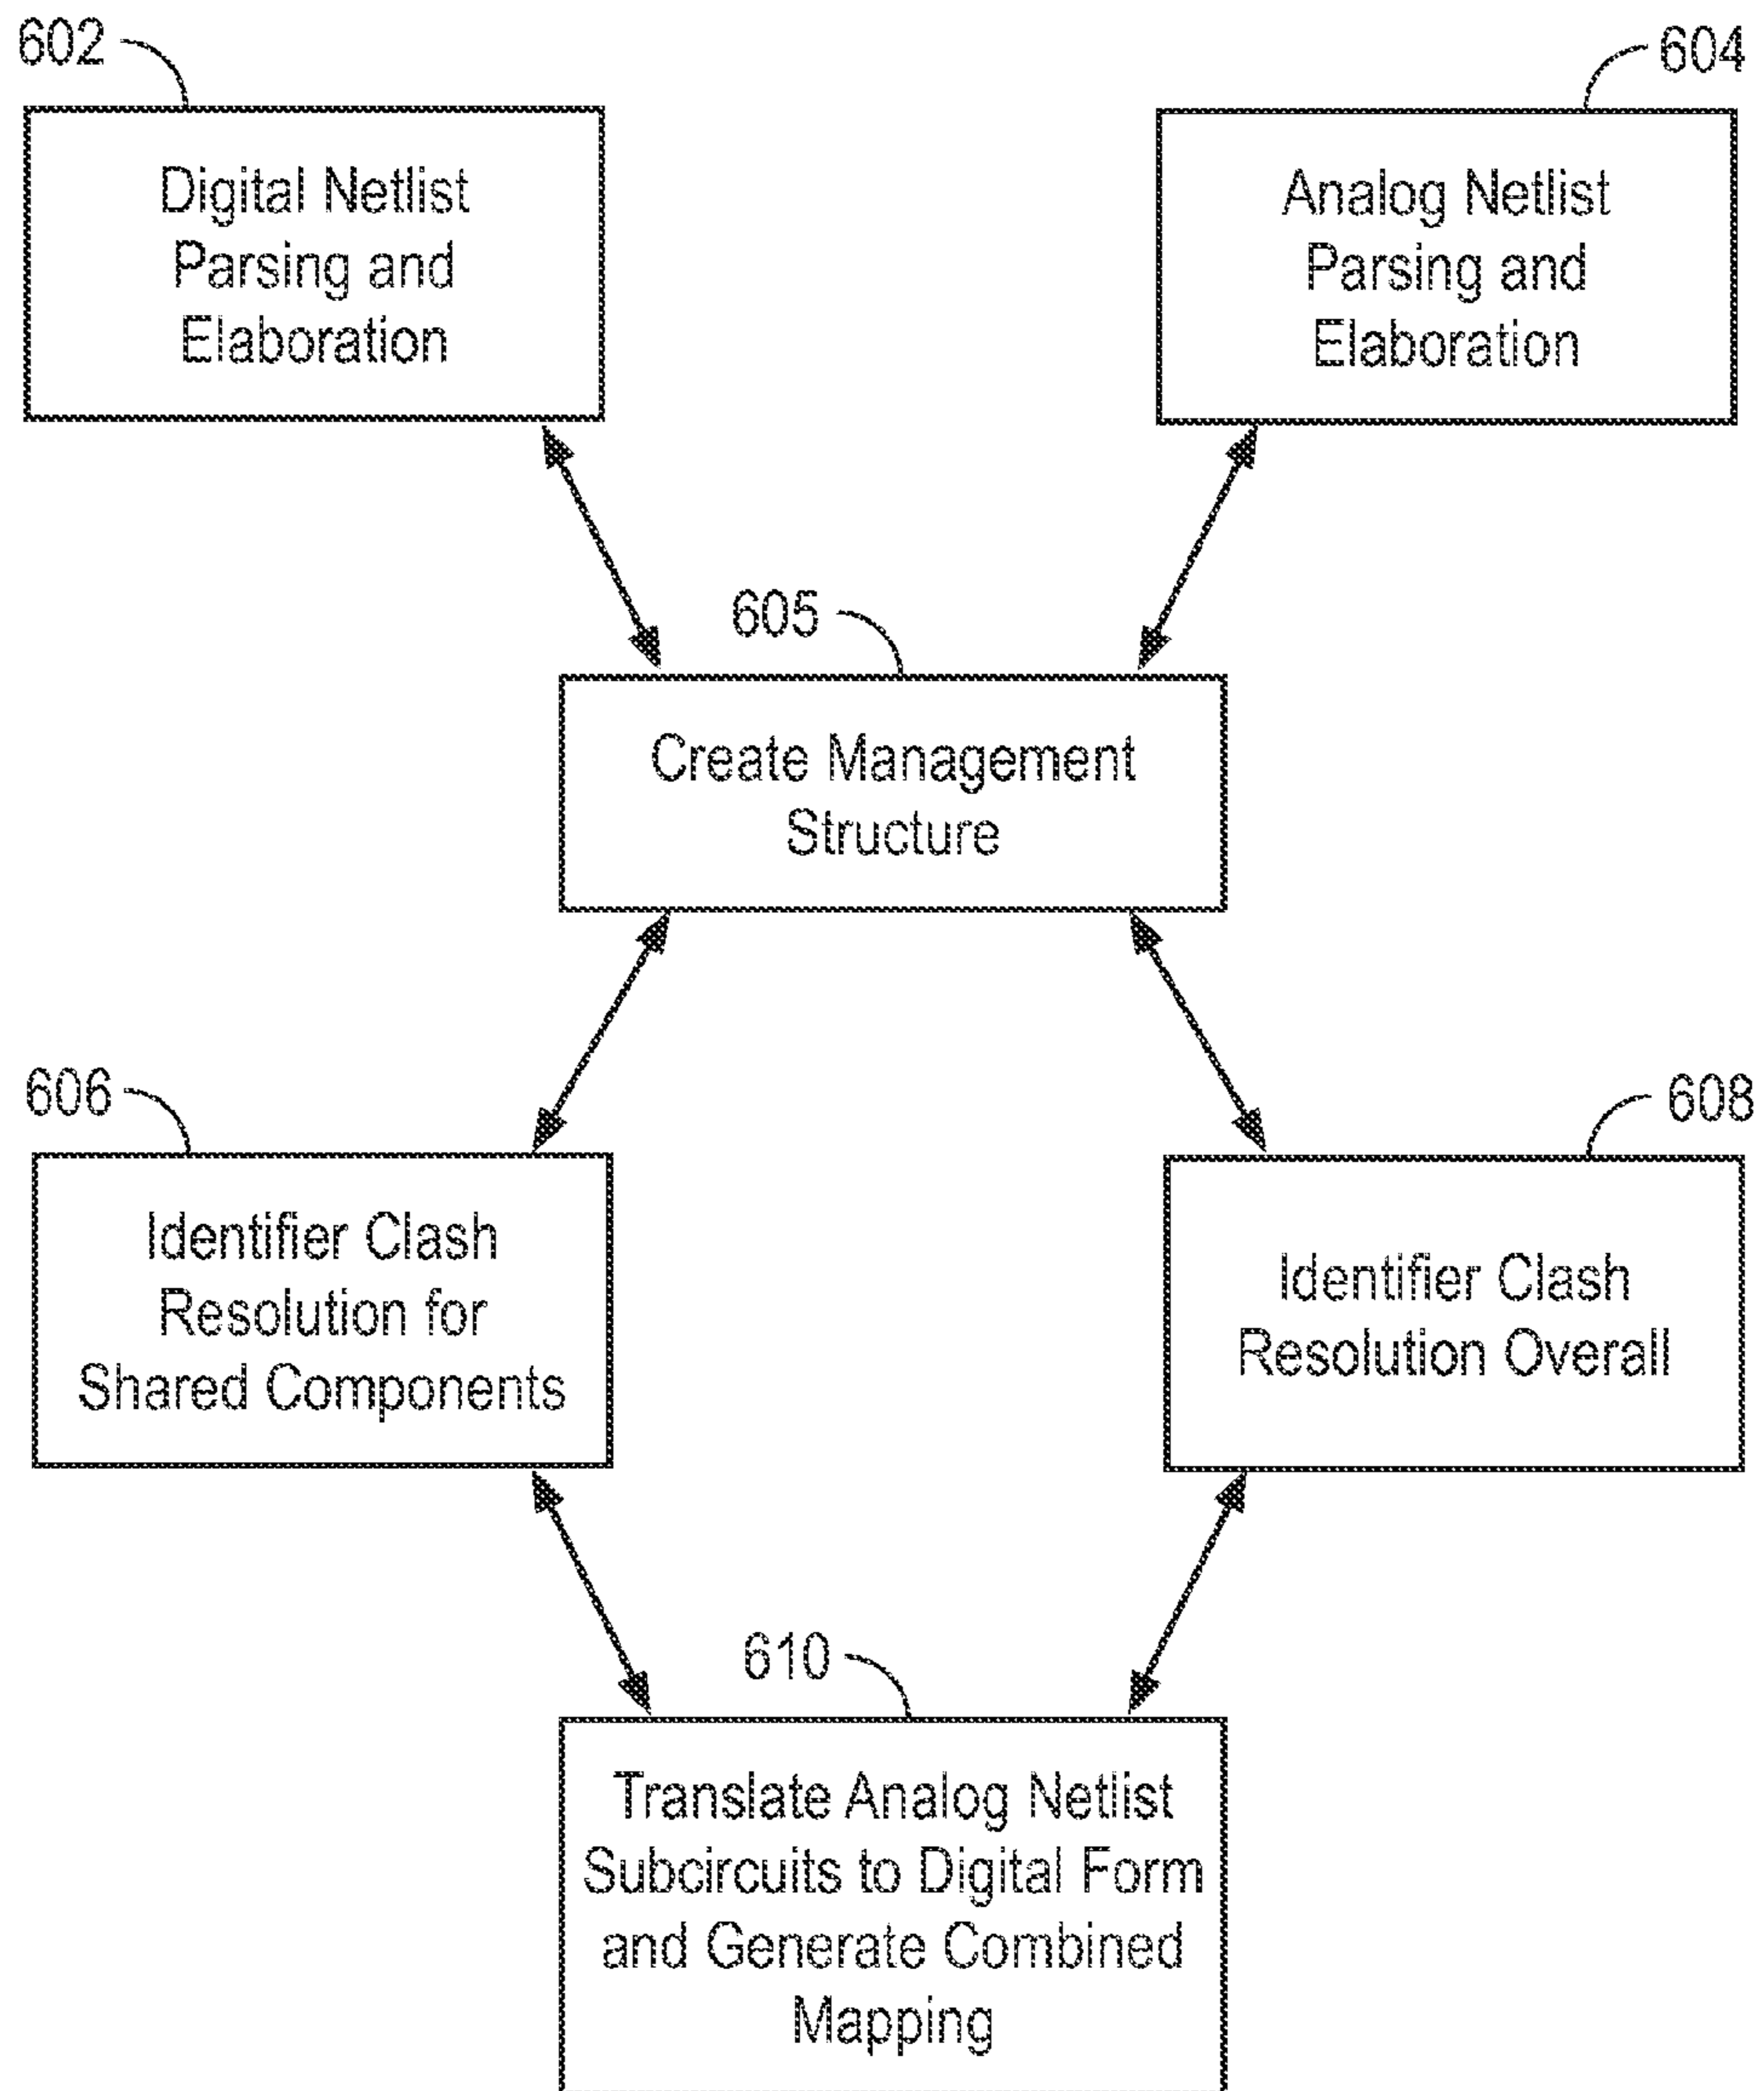 602
604
Digital Netlist
Parsing and
Elaboration
Analog Netlist
Parsing and
Elaboration
605
Create Management
Structure
606
608
Identifier Clash
Resolution for
Shared Components
Identifier Clash
Resolution Overall
610
Translate Analog Netlist
Subcircuits to Digital Form
and Generate Combined
Mapping